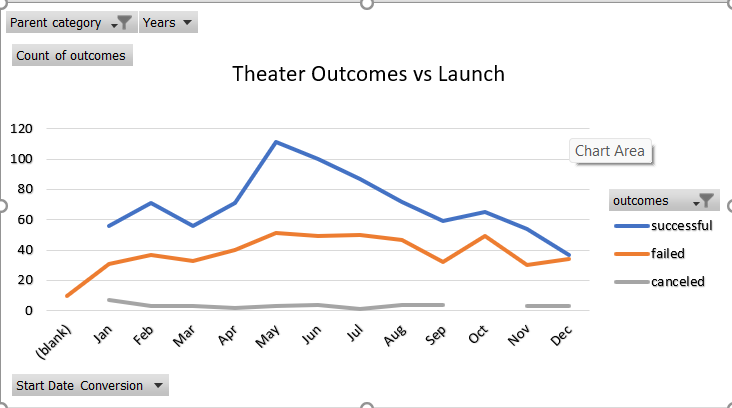 Parent category Years
Count of outcomes
Theater Outcomes vs Launch
120
100
80
60
40
20
0
Chart Area
outcomes
successful
failed
canceled
(blank) Jan Feb Mar Apr May Jun Jul Aug Sep Oct Nov Dec
Start Date Conversion